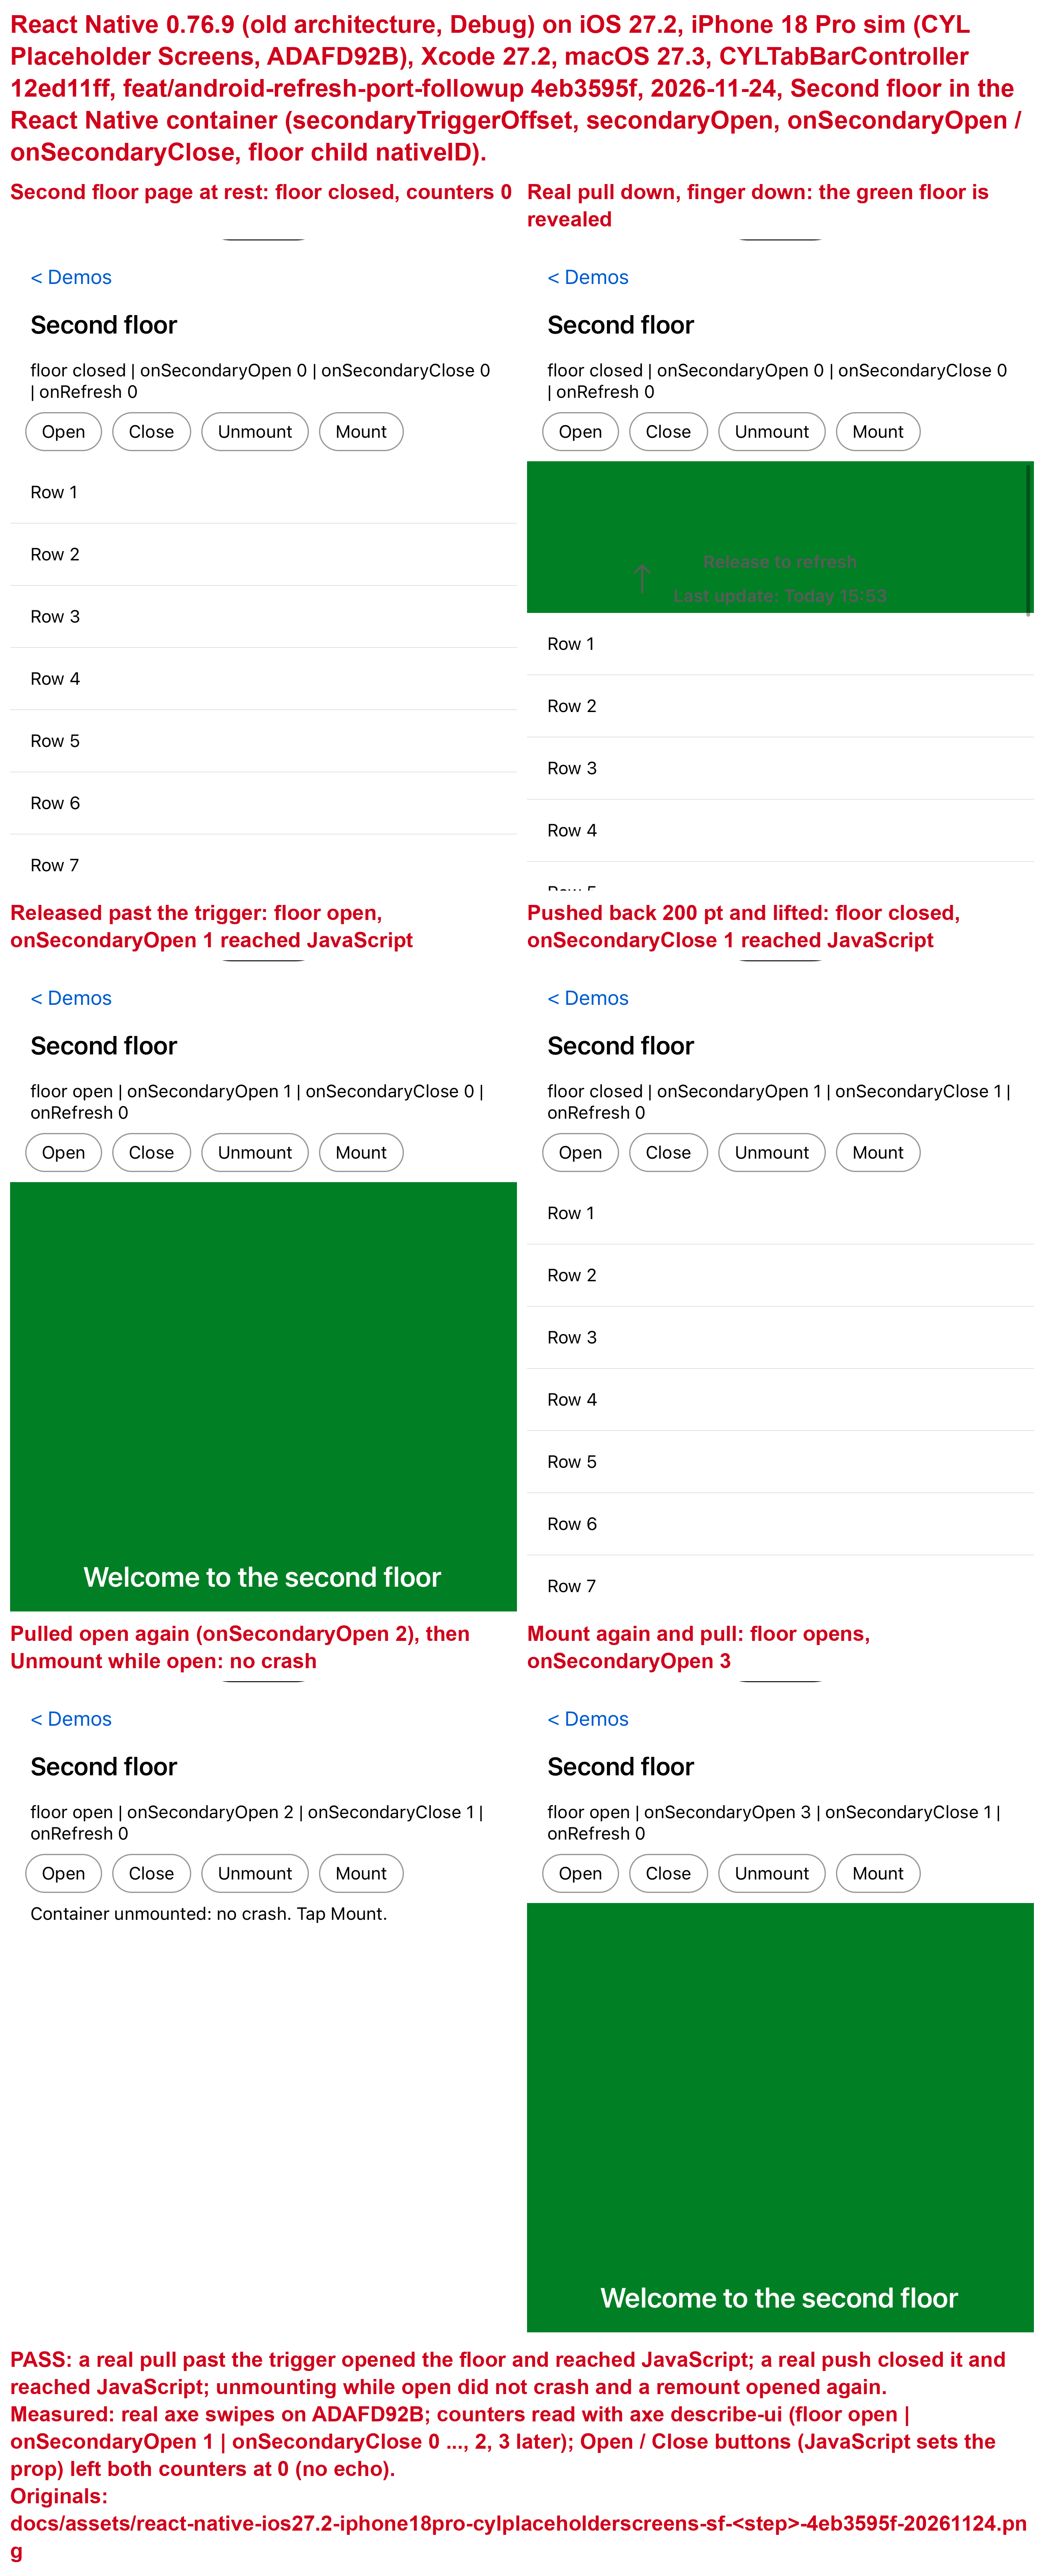 React Native 0.76.9 (old architecture, Debug) on iOS 27.2, iPhone 18 Pro sim (CYL
Placeholder Screens, ADAFD92B), Xcode 27.2, macOS 27.3, CYLTabBarController
12ed11ff, feat/android-refresh-port-followup 4eb3595f, 2026-11-24, Second floor in the
React Native container (secondaryTriggerOffset, secondaryOpen, onSecondaryOpen /
onSecondaryClose, floor child nativeID).
Second floor page at rest: floor closed, counters 0
< Demos
Second floor
floor closed | onSecondaryOpen 0 | onSecondaryClose 0
| onRefresh 0
Open Close Unmount Mount
Row 1
Row 2
Row 3
Row 4
Row 5
Row 6
Row 7
Real pull down, finger down: the green floor is
revealed
< Demos
Second floor
floor closed | onSecondaryOpen 0 | onSecondaryClose 0
| onRefresh 0
Open Close Unmount Mount
Release to refresh
Last update: Today 15:53
Row 1
Row 2
Row 3
Row 4
Row 5
Released past the trigger: floor open,
onSecondaryOpen 1 reached JavaScript
< Demos
Second floor
floor open | onSecondaryOpen 1 | onSecondaryClose 0 |
onRefresh 0
Open Close Unmount Mount
Welcome to the second floor
Pushed back 200 pt and lifted: floor closed,
onSecondaryClose 1 reached JavaScript
< Demos
Second floor
floor closed | onSecondaryOpen 1 | onSecondaryClose 1 |
onRefresh 0
Open Close Unmount Mount
Row 1
Row 2
Row 3
Row 4
Row 5
Row 6
Row 7
Pulled open again (onSecondaryOpen 2), then
Unmount while open: no crash
< Demos
Second floor
floor open | onSecondaryOpen 2 | onSecondaryClose 1 |
onRefresh 0
Open Close Unmount Mount
Container unmounted: no crash. Tap Mount.
Mount again and pull: floor opens,
onSecondaryOpen 3
< Demos
Second floor
floor open | onSecondaryOpen 3 | onSecondaryClose 1 |
onRefresh 0
Open Close Unmount Mount
Welcome to the second floor
PASS: a real pull past the trigger opened the floor and reached JavaScript; a real push closed it and
reached JavaScript; unmounting while open did not crash and a remount opened again.
Measured: real axe swipes on ADAFD92B; counters read with axe describe-ui (floor open |
onSecondaryOpen 1 | onSecondaryClose 0 ..., 2, 3 later); Open / Close buttons (JavaScript sets the
prop) left both counters at 0 (no echo).
Originals:
docs/assets/react-native-ios27.2-iphone18pro-cylplaceholderscreens-sf-<step>-4eb3595f-20261124.pn
g